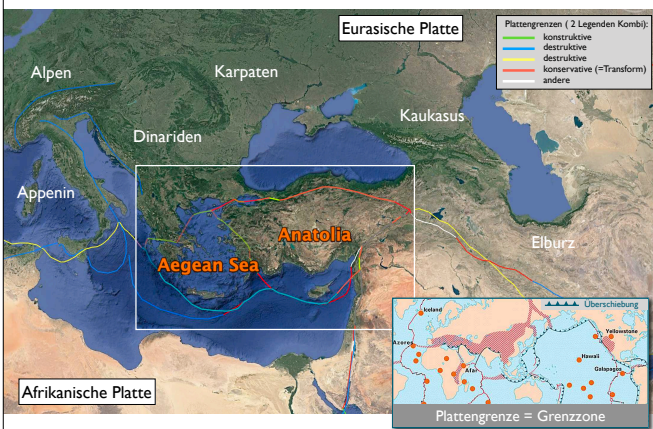 Eurasische Platte
Plattengrenzen ( 2 Legenden Kombi):
konstruktive
destruktive
destruktive
konservative (=Transform)
andere
Alpen
Karpaten
Kaukasus
Dinariden
Appenin
Anatolia
Aegean Sea
Elburz
Afrikanische Platte
Überschiebung
Iceland
Yellowstone
Azores
Hawaii
Afar
Galapagos
Plattengrenze = Grenzzone